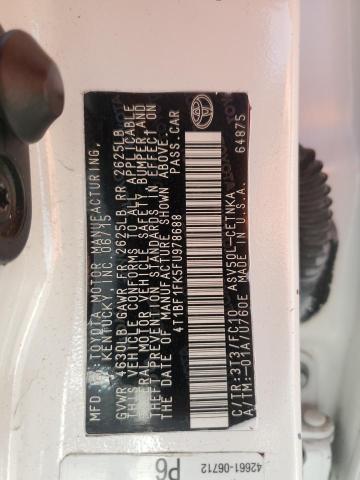 MFD BY: TOYOTA MOTOR MANUFACTURING,
KENTUCKY, INC. 06/15
GVWR 4630LB GAWR FR 2625LB RR 2625LB
THIS VEHICLE CONFORMS TO ALL APPLICABLE
FEDERAL MOTOR VEHICLE SAFETY, BUMPER, AND
THEFT PREVENTION STANDARDS IN EFFECT ON
THE DATE OF MANUFACTURE SHOWN ABOVE.
4T1BF1FK5FU978688 PASS.CAR
C/TR:3T3/FC10 ASV50L-CETNKA
A/TM:-01A/U760E MADE IN U.S.A.
64875
TOYOTA
42661-06712
P6